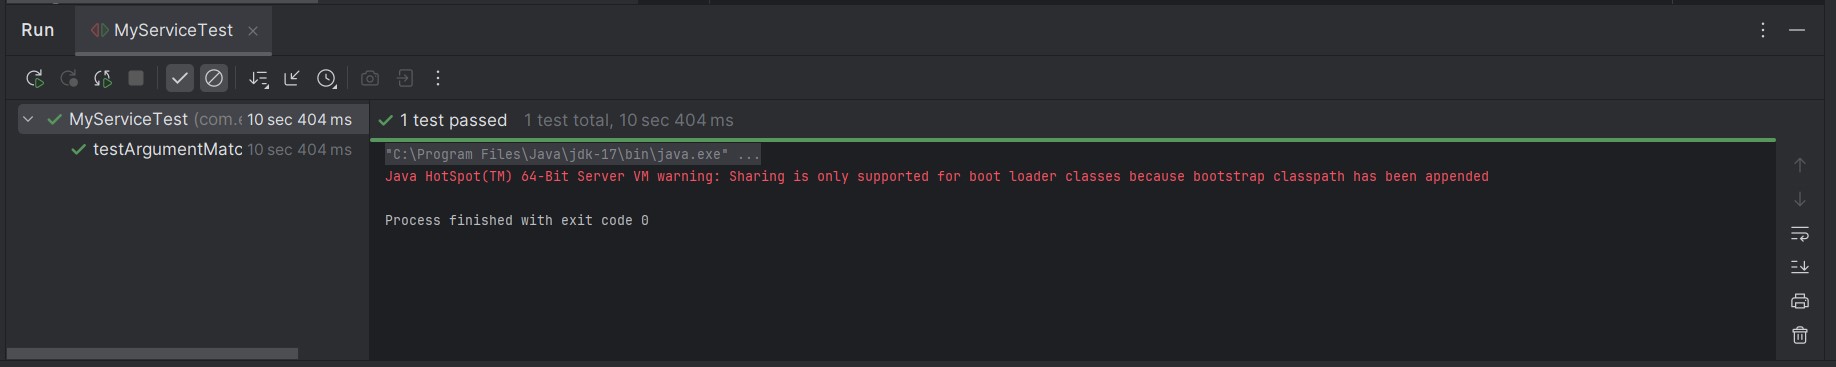 Run MyServiceTest
MyServiceTest (com.e 10 sec 404 ms
testArgumentMatc 10 sec 404 ms
1 test passed 1 test total, 10 sec 404 ms
"C:\Program Files\Java\jdk-17\bin\java.exe" ...
Java HotSpot(TM) 64-Bit Server VM warning: Sharing is only supported for boot loader classes because bootstrap classpath has been appended
Process finished with exit code 0